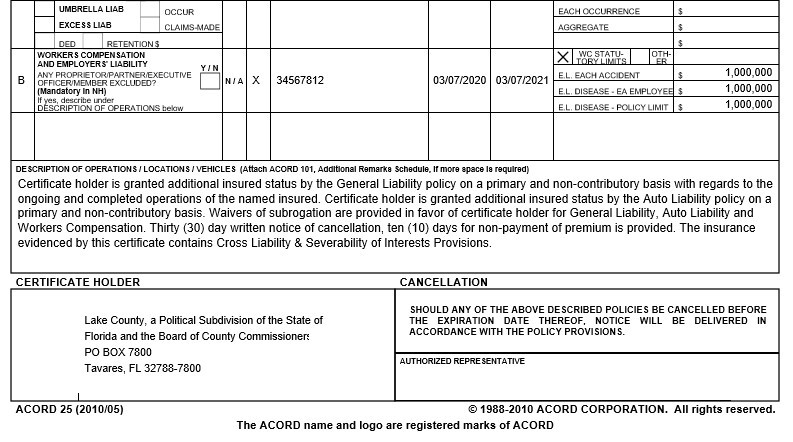 UMBRELLA LIAB OCCUR EACH OCCURRENCE $
EXCESS LIAB CLAIMS-MADE AGGREGATE $
DED RETENTION $ $
WORKERS COMPENSATION AND EMPLOYERS' LIABILITY
Y / N
ANY PROPRIETOR/PARTNER/EXECUTIVE
OFFICER/MEMBER EXCLUDED?
(Mandatory in NH)
If yes, describe under
DESCRIPTION OF OPERATIONS below
B N / A X 34567812 03/07/2020 03/07/2021
X WC STATU-TORY LIMITS OTH-ER
E.L. EACH ACCIDENT $ 1,000,000
E.L. DISEASE - EA EMPLOYEE $ 1,000,000
E.L. DISEASE - POLICY LIMIT $ 1,000,000
DESCRIPTION OF OPERATIONS / LOCATIONS / VEHICLES (Attach ACORD 101, Additional Remarks Schedule, if more space is required)
Certificate holder is granted additional insured status by the General Liability policy on a primary and non-contributory basis with regards to the
ongoing and completed operations of the named insured. Certificate holder is granted additional insured status by the Auto Liability policy on a
primary and non-contributory basis. Waivers of subrogation are provided in favor of certificate holder for General Liability, Auto Liability and
Workers Compensation. Thirty (30) day written notice of cancellation, ten (10) days for non-payment of premium is provided. The insurance
evidenced by this certificate contains Cross Liability & Severability of Interests Provisions.
CERTIFICATE HOLDER
Lake County, a Political Subdivision of the State of
Florida and the Board of County Commissioners
PO BOX 7800
Tavares, FL 32788-7800
CANCELLATION
SHOULD ANY OF THE ABOVE DESCRIBED POLICIES BE CANCELLED BEFORE
THE EXPIRATION DATE THEREOF, NOTICE WILL BE DELIVERED IN
ACCORDANCE WITH THE POLICY PROVISIONS.
AUTHORIZED REPRESENTATIVE
ACORD 25 (2010/05) © 1988-2010 ACORD CORPORATION. All rights reserved.
The ACORD name and logo are registered marks of ACORD